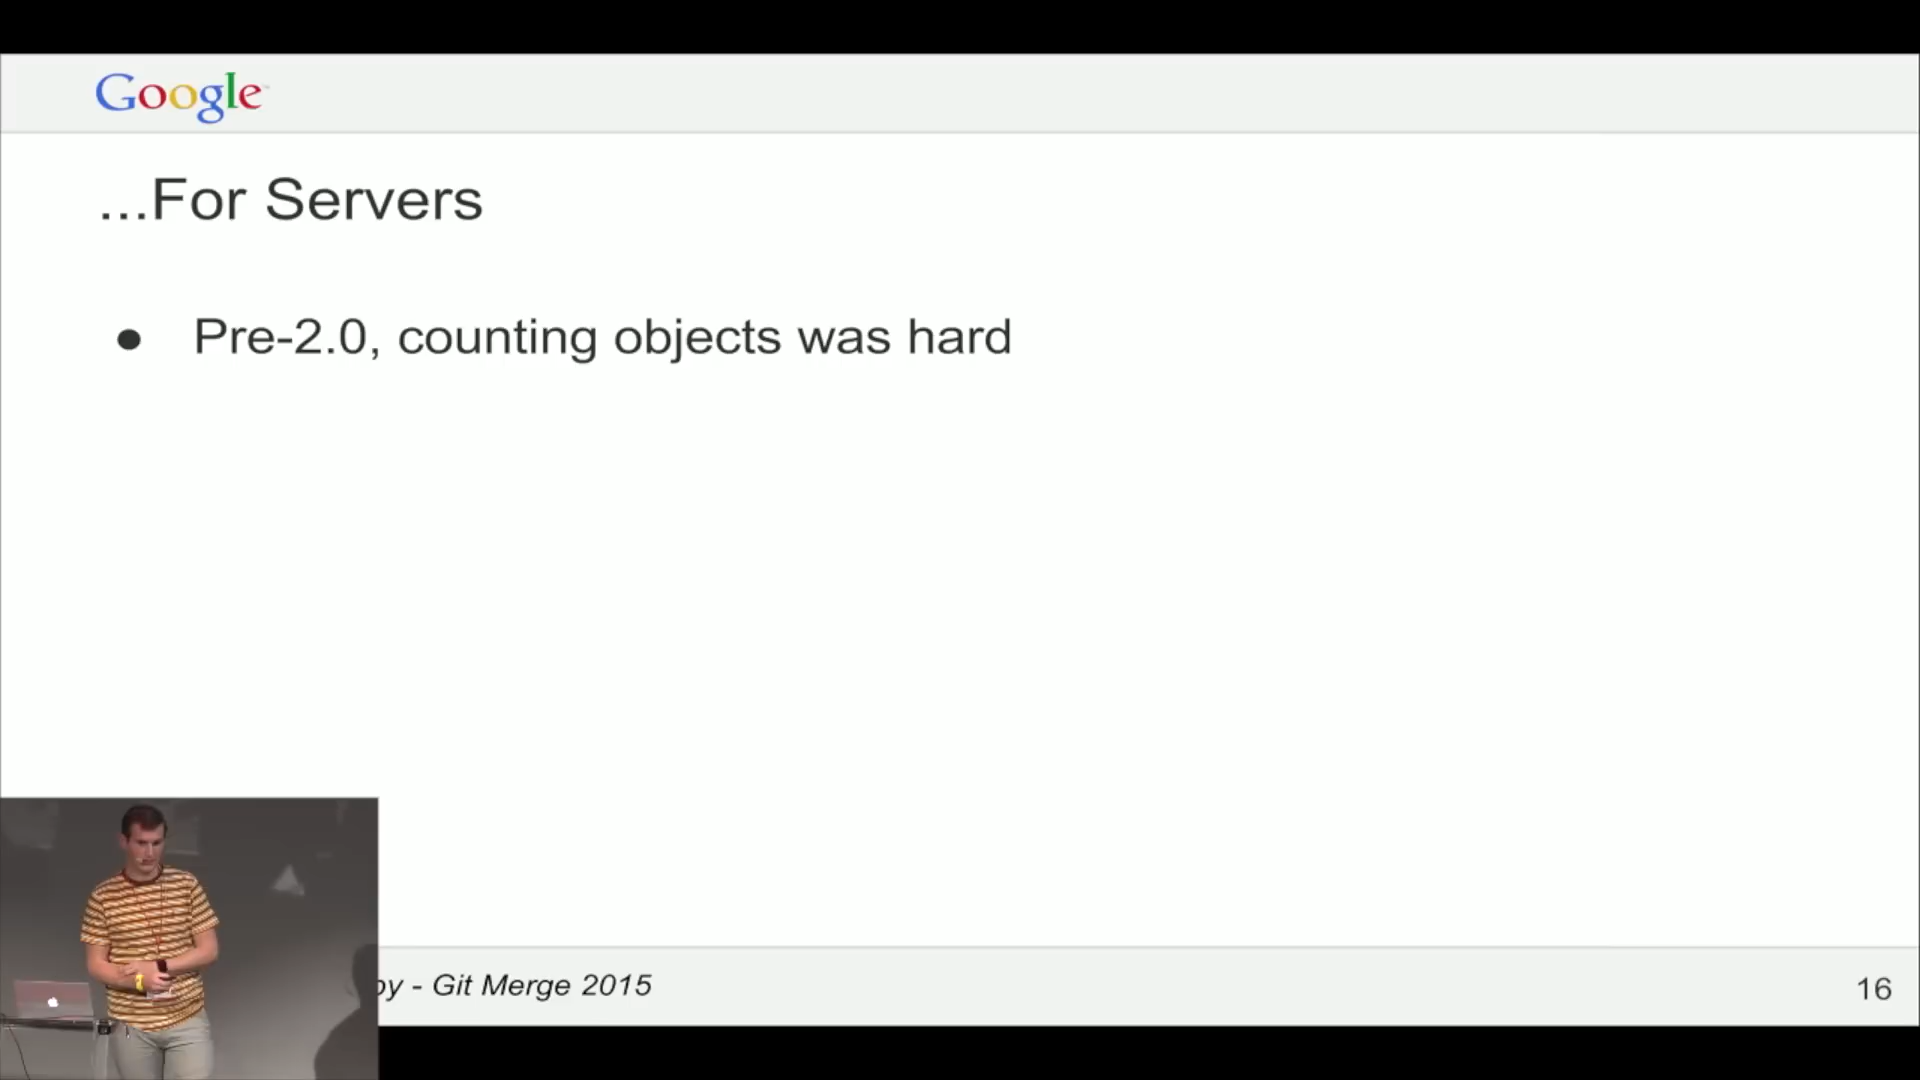 Google
...For Servers
● Pre-2.0, counting objects was hard
- Git Merge 2015
16